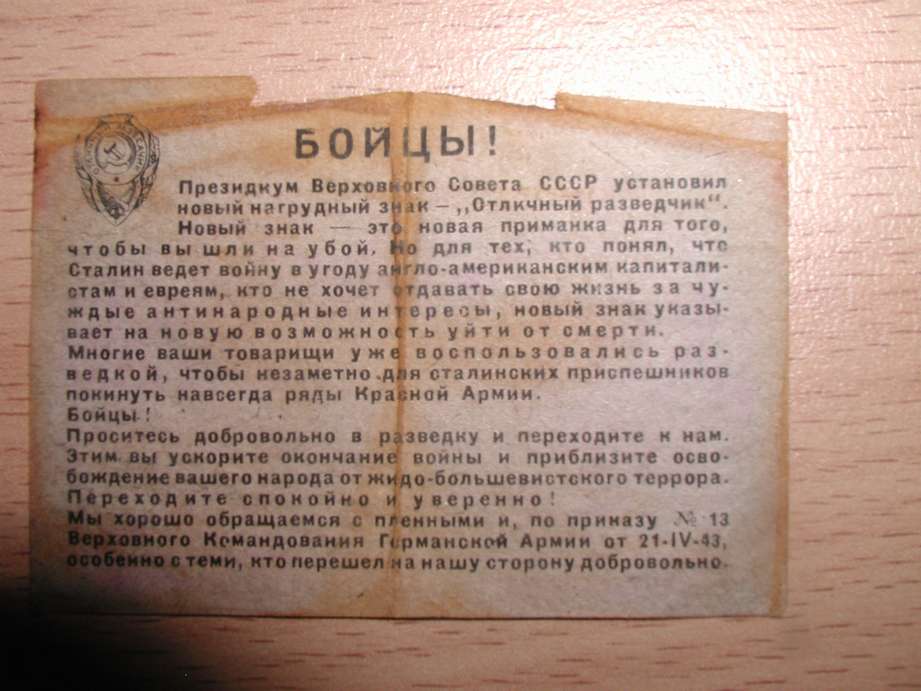 БОЙЦЫ!
Президиум Верховного Совета СССР установил
новый нагрудный знак — „Отличный разведчик“.
Новый знак — это новая приманка для того,
чтобы вы шли на убой. Но для тех, кто понял, что
Сталин ведет войну в угоду англо-американским капитали-
стам и евреям, кто не хочет отдавать свою жизнь за чу-
ждые антинародные интересы, новый знак указы-
вает на новую возможность уйти от смерти.
Многие ваши товарищи уже воспользовались раз-
ведкой, чтобы незаметно для сталинских приспешников
покинуть навсегда ряды Красной Армии.
Бойцы!
Проситесь добровольно в разведку и переходите к нам.
Этим вы ускорите окончание войны и приблизите осво-
бождение вашего народа от жидо-большевистского террора.
Переходите спокойно и уверенно!
Мы хорошо обращаемся с пленными и, по приказу № 13
Верховного Командования Германской Армии от 21-IV-43,
особенно с теми, кто перешел на нашу сторону добровольно.